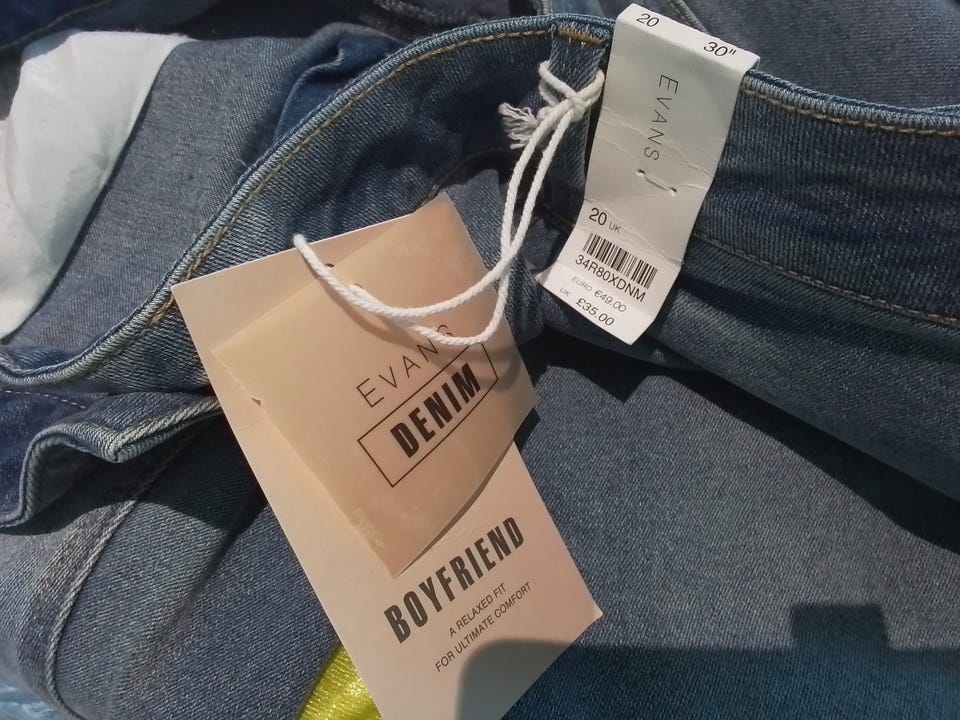 20
30"
EVANS
20 UK
34R80XDNM
EURO €49.00
UK £35.00
EVANS
DENIM
BOYFRIEND
A RELAXED FIT
FOR ULTIMATE COMFORT